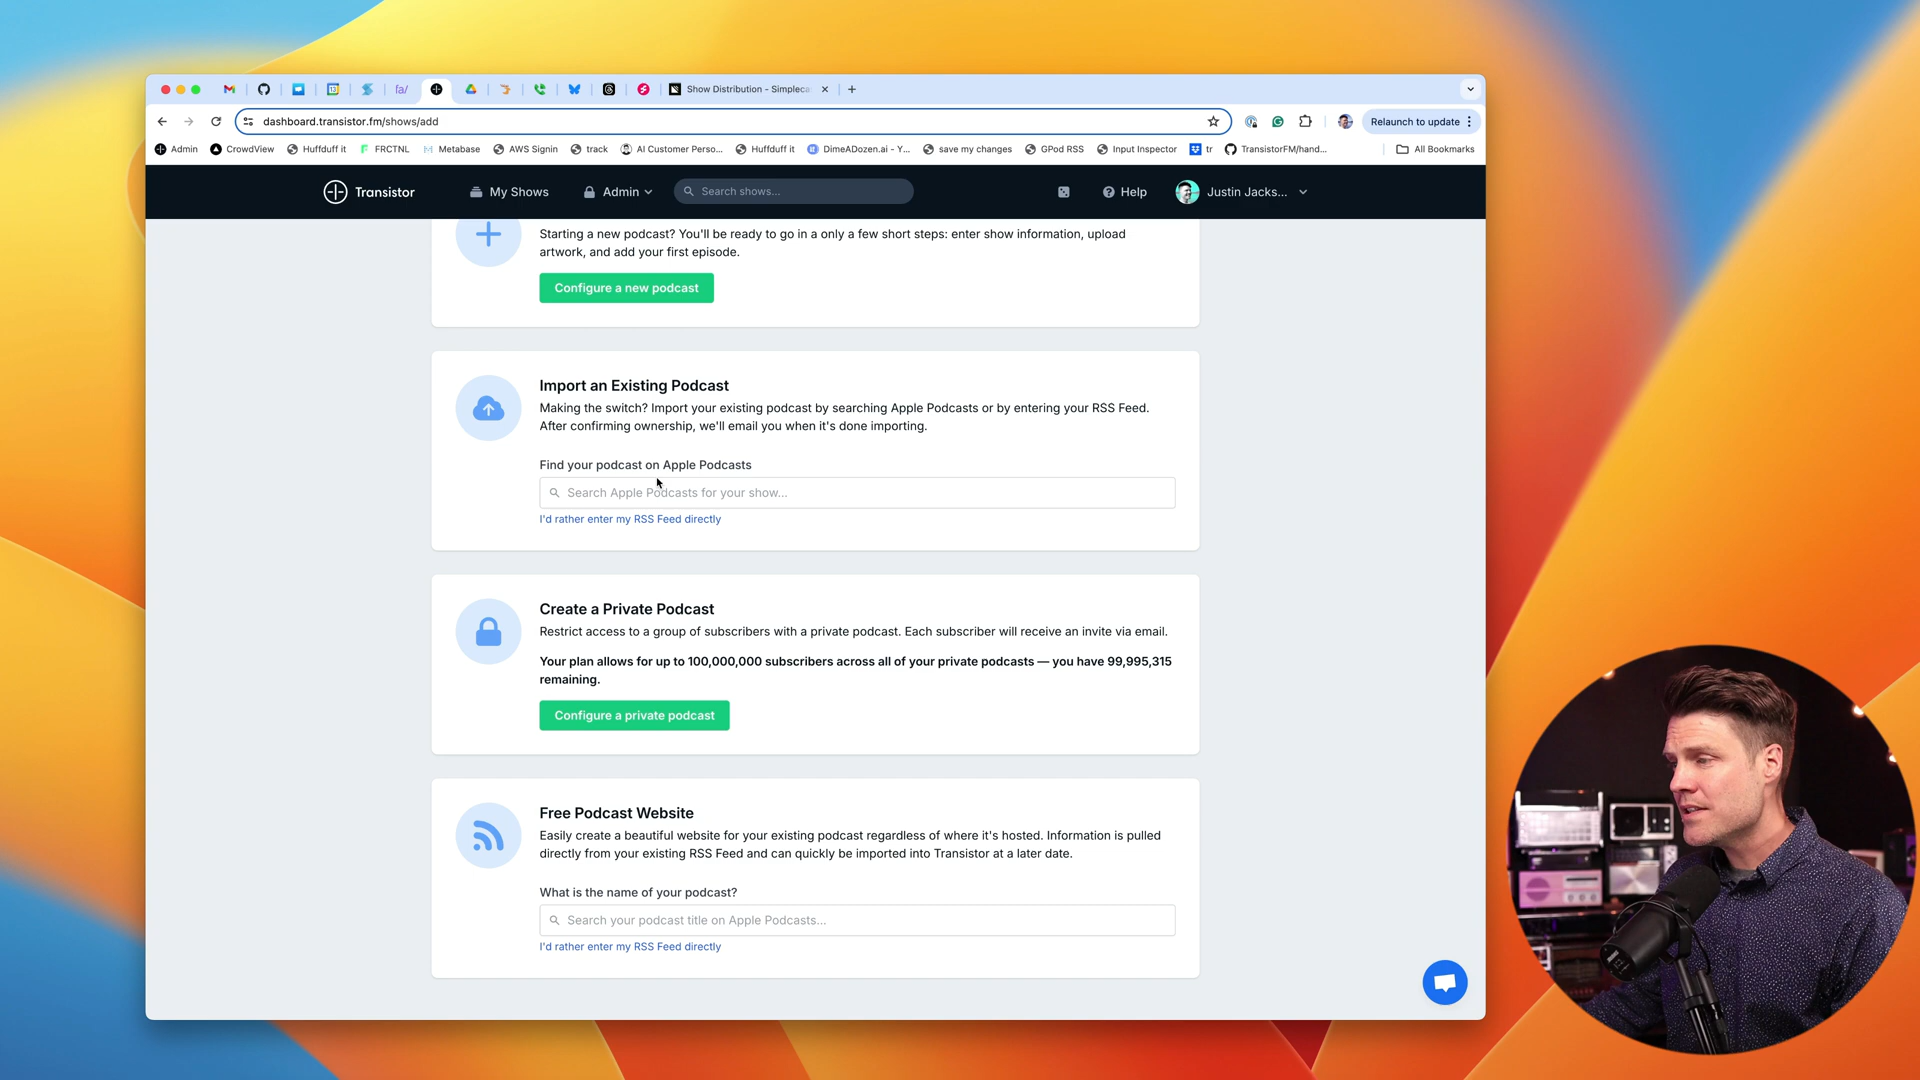 Show Distribution - Simpleca
dashboard.transistor.fm/shows/add
Relaunch to update
Admin
CrowdView
Huffduff it
FRCTNL
Metabase
AWS Signin
track
AI Customer Perso...
Huffduff it
DimeADozen.ai - Y...
save my changes
GPod RSS
Input Inspector
tr
TransistorFM/hand...
All Bookmarks
Transistor
My Shows
Admin
Search shows...
Help
Justin Jacks...
Starting a new podcast? You'll be ready to go in a only a few short steps: enter show information, upload
artwork, and add your first episode.
Configure a new podcast
Import an Existing Podcast
Making the switch? Import your existing podcast by searching Apple Podcasts or by entering your RSS Feed.
After confirming ownership, we'll email you when it's done importing.
Find your podcast on Apple Podcasts
Search Apple Podcasts for your show...
I'd rather enter my RSS Feed directly
Create a Private Podcast
Restrict access to a group of subscribers with a private podcast. Each subscriber will receive an invite via email.
Your plan allows for up to 100,000,000 subscribers across all of your private podcasts — you have 99,995,315
remaining.
Configure a private podcast
Free Podcast Website
Easily create a beautiful website for your existing podcast regardless of where it's hosted. Information is pulled
directly from your existing RSS Feed and can quickly be imported into Transistor at a later date.
What is the name of your podcast?
Search your podcast title on Apple Podcasts...
I'd rather enter my RSS Feed directly